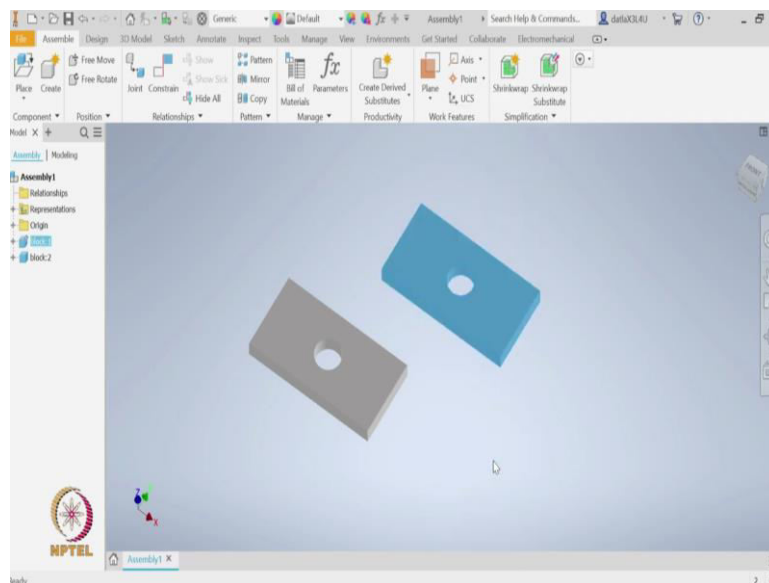 Generic Default Assembly1 Search Help & Commands... datlaX3L4U
File Assemble Design 3D Model Sketch Annotate Inspect Tools Manage View Environments Get Started Collaborate Electromechanical
Free Move Show Pattern Axis
Free Rotate Show Sick Mirror Point
Place Create Joint Constrain Hide All Copy Bill of Materials Parameters Create Derived Substitutes Plane UCS Shrinkwrap Shrinkwrap Substitute
Component Position Relationships Pattern Manage Productivity Work Features Simplification
Model X +
Assembly | Modeling
Assembly1
Relationships
Representations
Origin
block:1
block:2
FRONT
Z
X
NPTEL
Assembly1 X
Ready